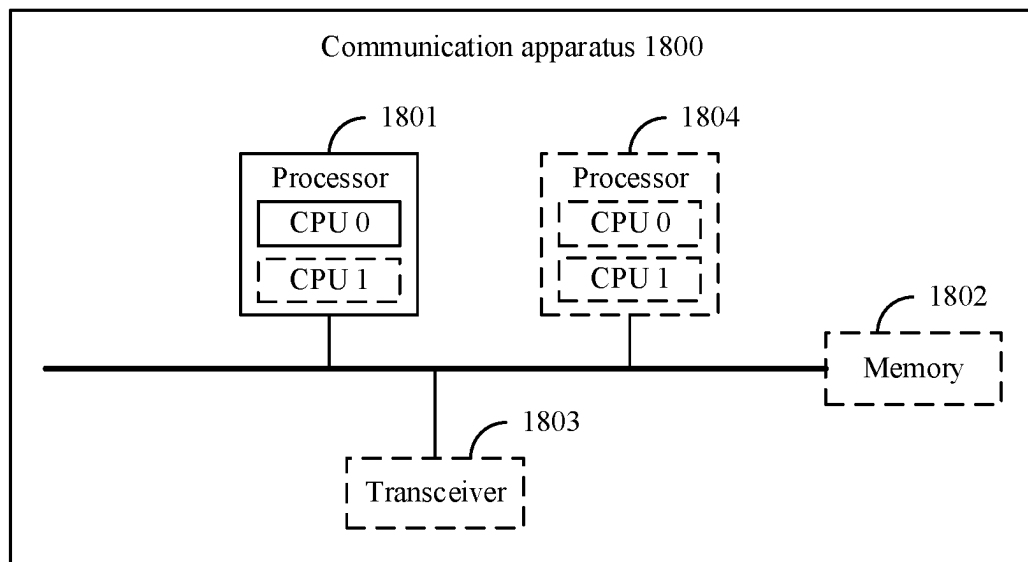 Communication apparatus 1800
1801
1804
Processor
CPU 0
CPU 1
Processor
CPU 0
CPU 1
1802
Memory
1803
Transceiver